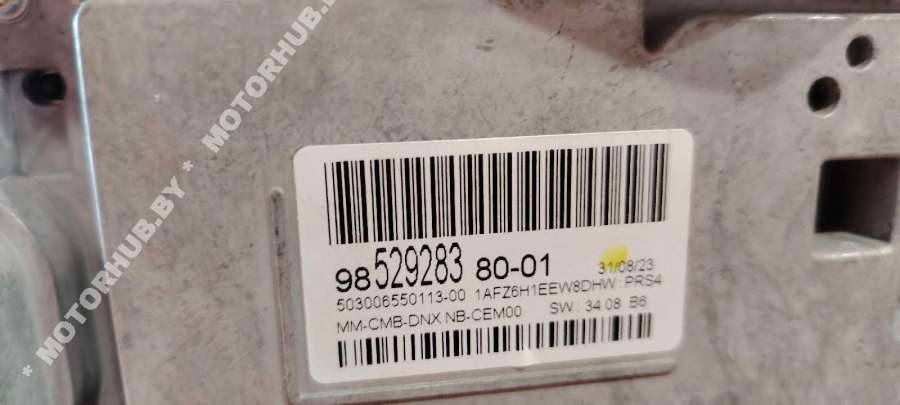 * MOTORHUB.BY * MOTORHUB.BY *
98 529283 80-01 31/08/23
503006550113-00 1AFZ6H1EEW8DHW : PRS4
MM-CMB-DNX NB-CEM00 SW : 34.08 B6